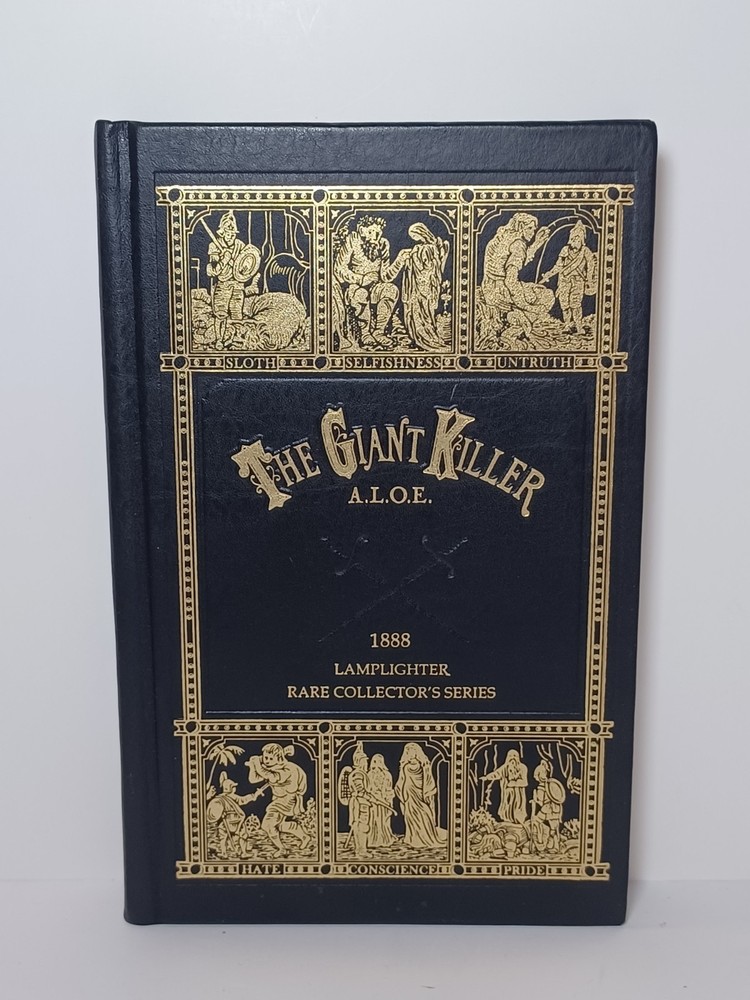 SLOTH SELFISHNESS UNTRUTH
THE GIANT KILLER
A.L.O.E.
1888
LAMPLIGHTER
RARE COLLECTOR'S SERIES
HATE CONSCIENCE PRIDE